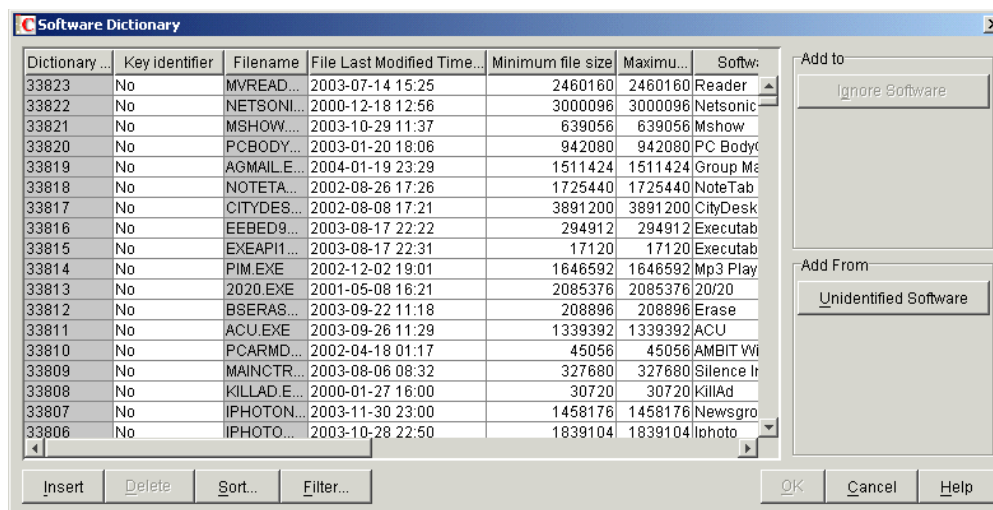 Software Dictionary
Dictionary ... Key identifier Filename File Last Modified Time... Minimum file size Maximu... Softwa
33823 No MVREAD... 2003-07-14 15:25 2460160 2460160 Reader
33822 No NETSONI... 2000-12-18 12:56 3000096 3000096 Netsonic
33821 No MSHOW.... 2003-10-29 11:37 639056 639056 Mshow
33820 No PCBODY... 2003-01-20 18:06 942080 942080 PC Body
33819 No AGMAIL.E... 2004-01-19 23:29 1511424 1511424 Group Ma
33818 No NOTETA... 2002-08-26 17:26 1725440 1725440 NoteTab
33817 No CITYDES... 2002-08-08 17:21 3891200 3891200 CityDesk
33816 No EEBED9... 2003-08-17 22:22 294912 294912 Executab
33815 No EXEAPI1... 2003-08-17 22:31 17120 17120 Executab
33814 No PIM.EXE 2002-12-02 19:01 1646592 1646592 Mp3 Play
33813 No 2020.EXE 2001-05-08 16:21 2085376 2085376 20/20
33812 No BSERAS... 2003-09-22 11:18 208896 208896 Erase
33811 No ACU.EXE 2003-09-26 11:29 1339392 1339392 ACU
33810 No PCARMD... 2002-04-18 01:17 45056 45056 AMBIT Wi
33809 No MAINCTR... 2003-08-06 08:32 327680 327680 Silence In
33808 No KILLAD.E... 2000-01-27 16:00 30720 30720 KillAd
33807 No IPHOTON... 2003-11-30 23:00 1458176 1458176 Newsgro
33806 No IPHOTO... 2003-10-28 22:50 1839104 1839104 Iphoto
Add to
Ignore Software
Add From
Unidentified Software
Insert Delete Sort... Filter... OK Cancel Help